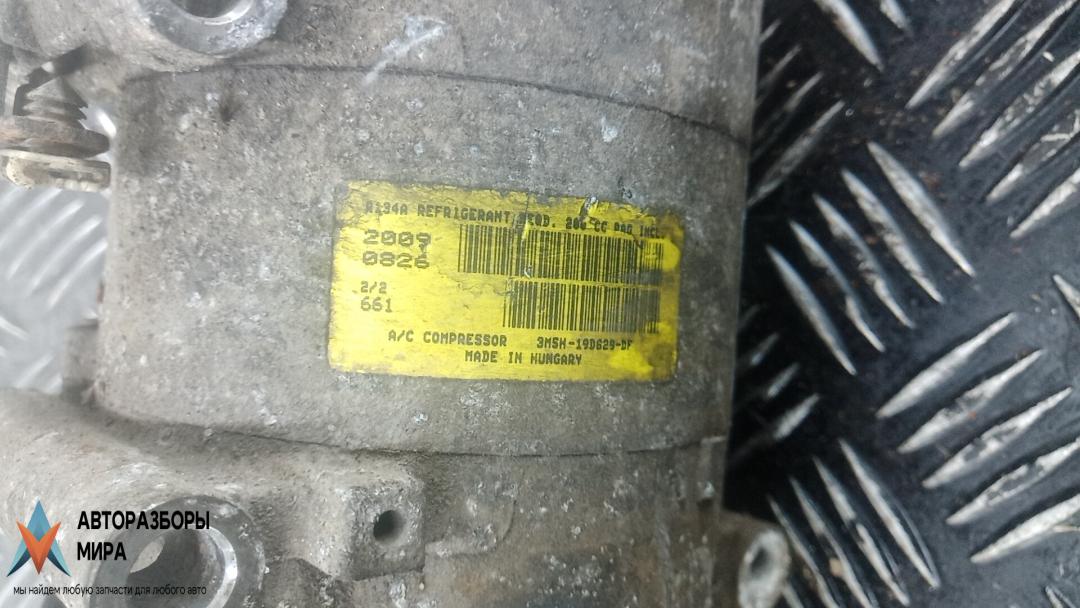 R134A REFRIGERANT REQD. 200 CC PAG INCL
2009
0826
2/2
661
A/C COMPRESSOR 3M5H-19D629-DF
MADE IN HUNGARY
АВТОРАЗБОРЫ
МИРА
мы найдем любую запчасти для любого авто